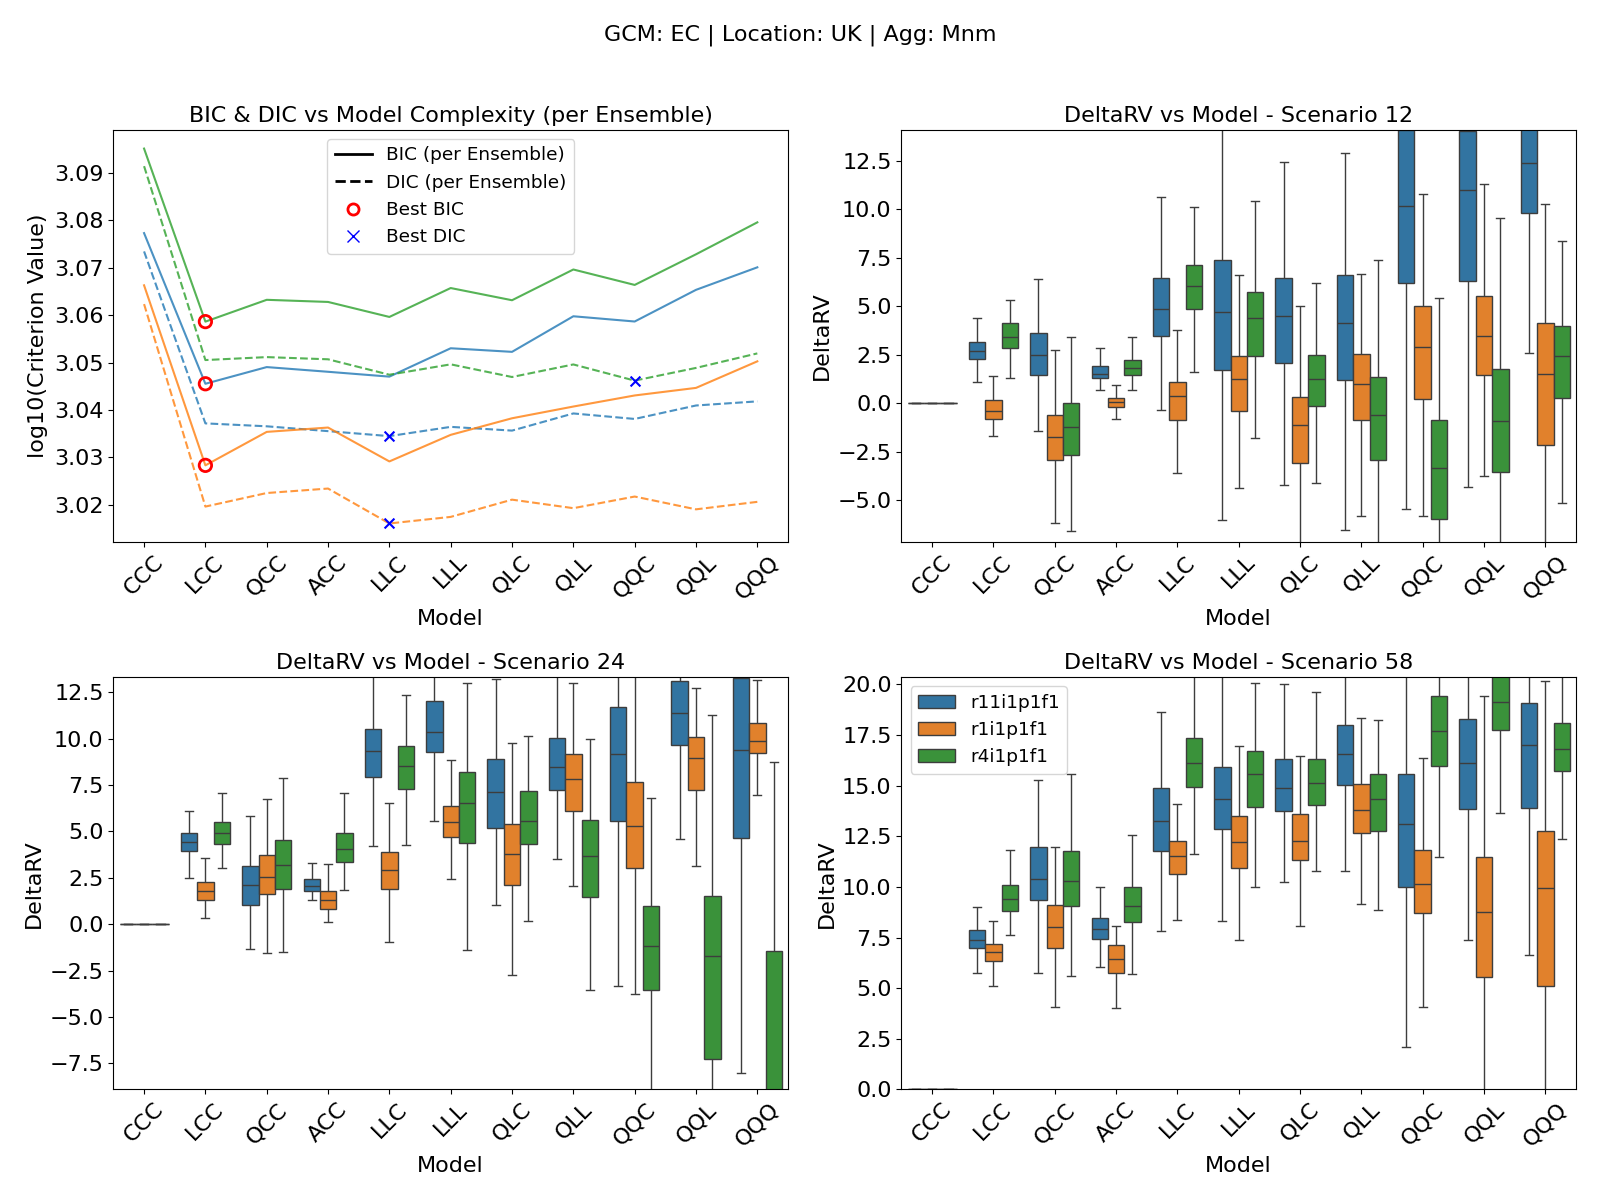 GCM: EC | Location: UK | Agg: Mnm
BIC & DIC vs Model Complexity (per Ensemble)
log10(Criterion Value)
3.09
3.08
3.07
3.06
3.05
3.04
3.03
3.02
BIC (per Ensemble)
DIC (per Ensemble)
Best BIC
Best DIC
CCC LCC QCC ACC LLC LLL QLC QLL QQC QQL QQQ
Model
DeltaRV vs Model - Scenario 12
DeltaRV
12.5
10.0
7.5
5.0
2.5
0.0
−2.5
−5.0
CCC LCC QCC ACC LLC LLL QLC QLL QQC QQL QQQ
Model
DeltaRV vs Model - Scenario 24
DeltaRV
12.5
10.0
7.5
5.0
2.5
0.0
−2.5
−5.0
−7.5
CCC LCC QCC ACC LLC LLL QLC QLL QQC QQL QQQ
Model
DeltaRV vs Model - Scenario 58
DeltaRV
20.0
17.5
15.0
12.5
10.0
7.5
5.0
2.5
0.0
r11i1p1f1
r1i1p1f1
r4i1p1f1
CCC LCC QCC ACC LLC LLL QLC QLL QQC QQL QQQ
Model